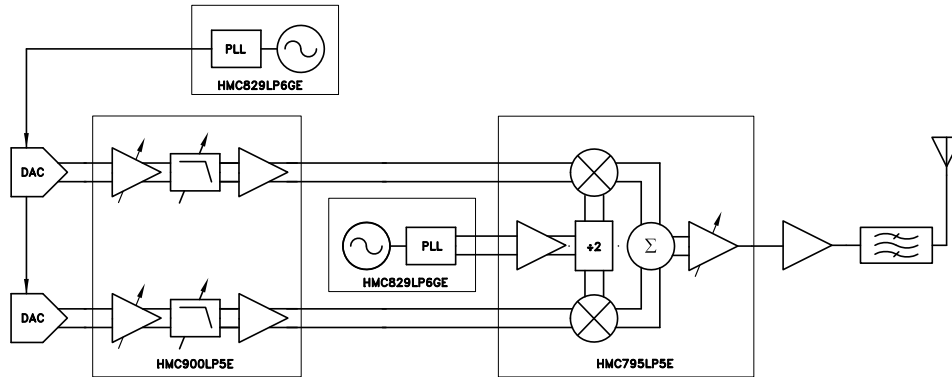 PLL
HMC829LP6GE
DAC
÷2
Σ
PLL
HMC829LP6GE
DAC
HMC900LP5E
HMC795LP5E